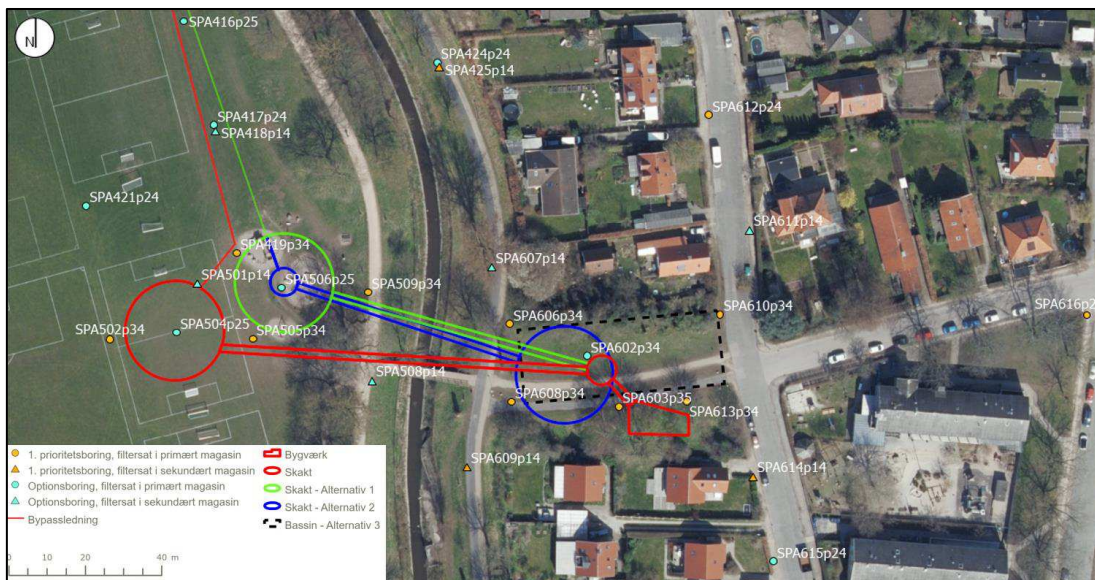 N
SPA416p25
SPA424p24
SPA425p14
SPA417p24
SPA418p14
SPA612p24
SPA421p24
SPA611p14
SPA419p34
SPA607p14
SPA501p14
SPA506p25
SPA509p34
SPA610p34
SPA606p34
SPA502p34
SPA504p25
SPA505p34
SPA602p34
SPA508p14
SPA608p34
SPA603p35
SPA613p34
SPA609p14
SPA614p14
SPA615p24
1. prioritetsboring, filtersat i primært magasin
1. prioritetsboring, filtersat i sekundært magasin
Optionsboring, filtersat i primært magasin
Optionsboring, filtersat i sekundært magasin
Bypassledning
Bygværk
Skakt
Skakt - Alternativ 1
Skakt - Alternativ 2
Bassin - Alternativ 3
0 10 20 40 m